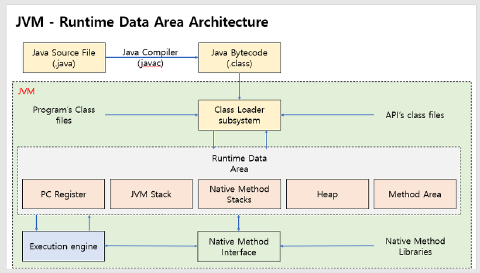 JVM - Runtime Data Area Architecture
Java Source File
(.java)
Java Compiler
(javac)
Java Bytecode
(.class)
JVM
Program's Class
files
Class Loader
subsystem
API's class files
Runtime Data
Area
PC Register
JVM Stack
Native Method
Stacks
Heap
Method Area
Execution engine
Native Method
Interface
Native Method
Libraries